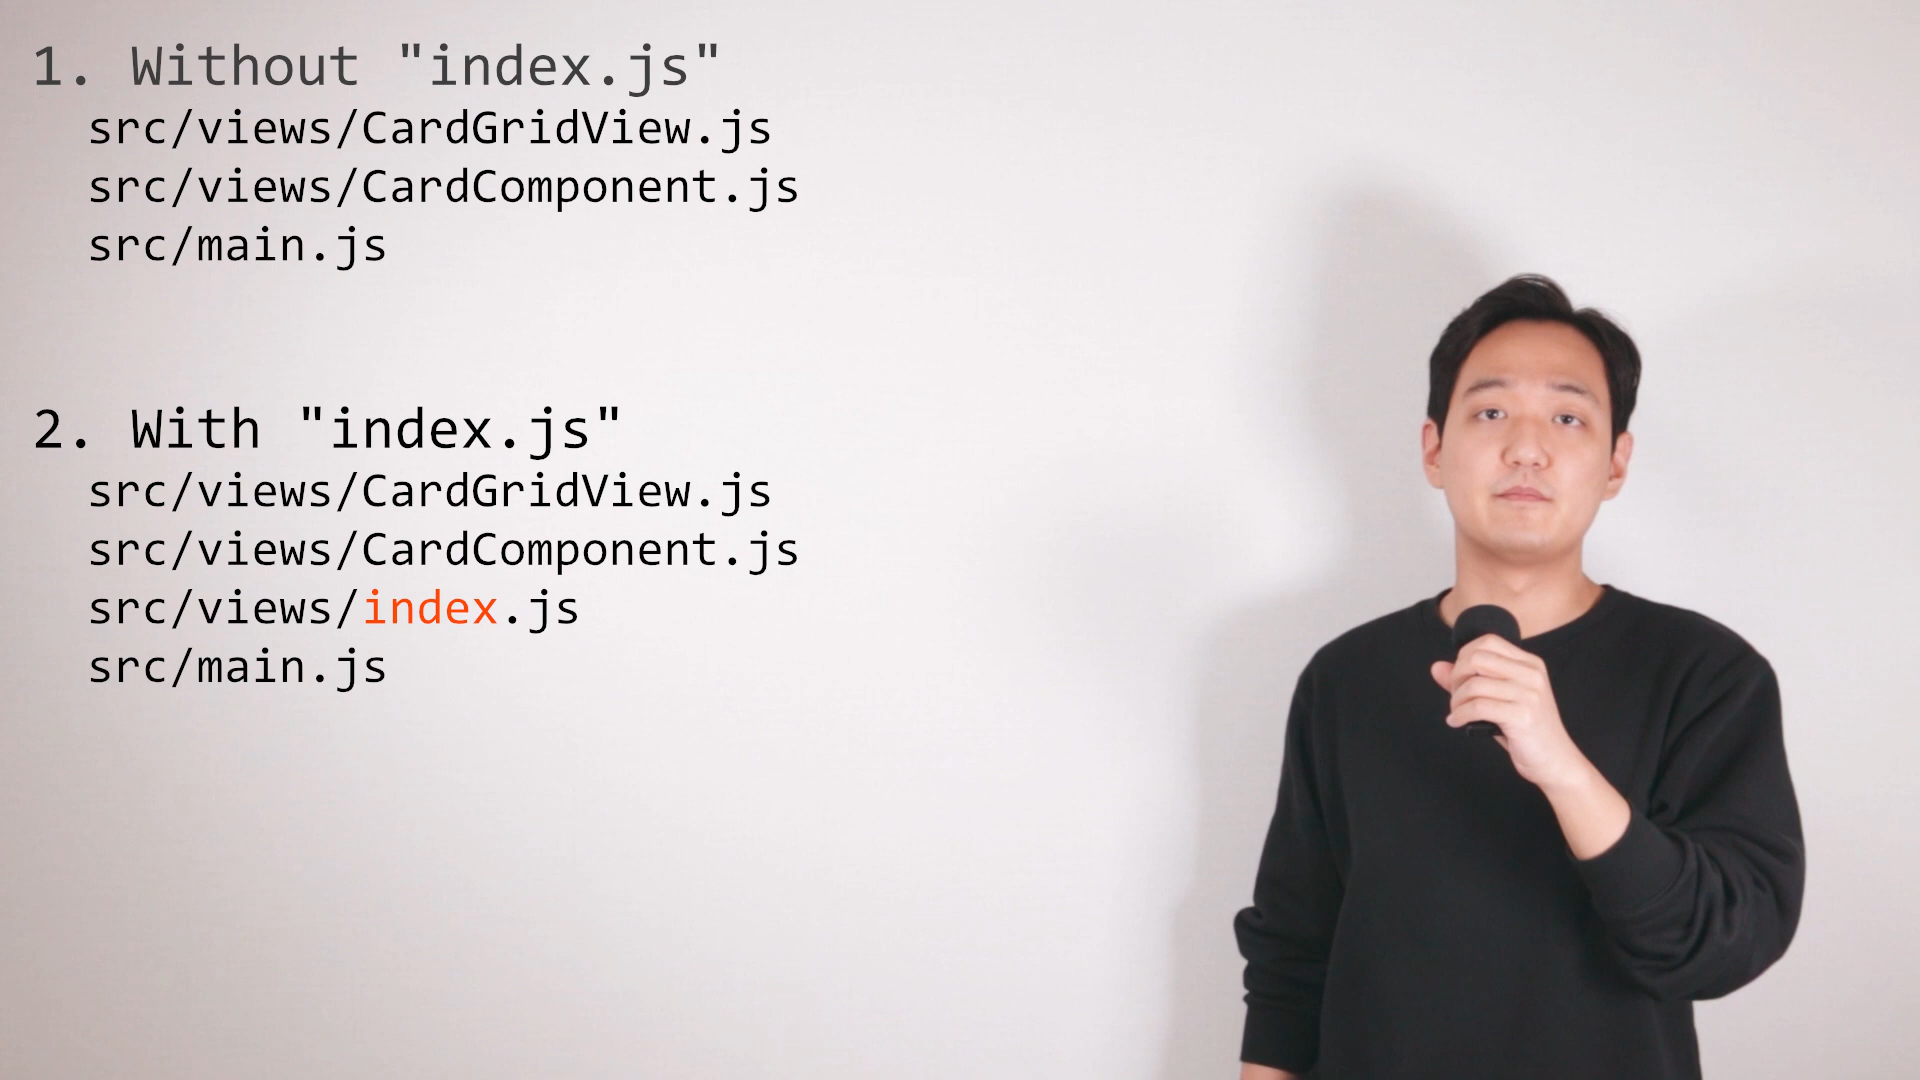 1. Without "index.js"
src/views/CardGridView.js
src/views/CardComponent.js
src/main.js
2. With "index.js"
src/views/CardGridView.js
src/views/CardComponent.js
src/views/index.js
src/main.js